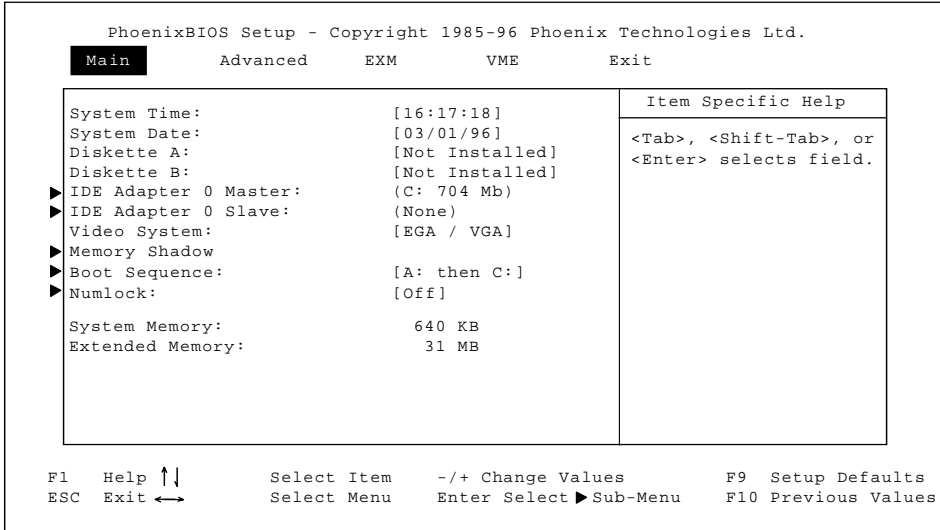 PhoenixBIOS Setup - Copyright 1985-96 Phoenix Technologies Ltd.
Main Advanced EXM VME Exit
Item Specific Help
<Tab>, <Shift-Tab>, or
<Enter> selects field.
System Time: [16:17:18]
System Date: [03/01/96]
Diskette A: [Not Installed]
Diskette B: [Not Installed]
▶ IDE Adapter 0 Master: (C: 704 Mb)
▶ IDE Adapter 0 Slave: (None)
Video System: [EGA / VGA]
▶ Memory Shadow
▶ Boot Sequence: [A: then C:]
▶ Numlock: [Off]
System Memory: 640 KB
Extended Memory: 31 MB
F1 Help ↑↓ Select Item -/+ Change Values F9 Setup Defaults
ESC Exit ↔ Select Menu Enter Select ▶ Sub-Menu F10 Previous Values